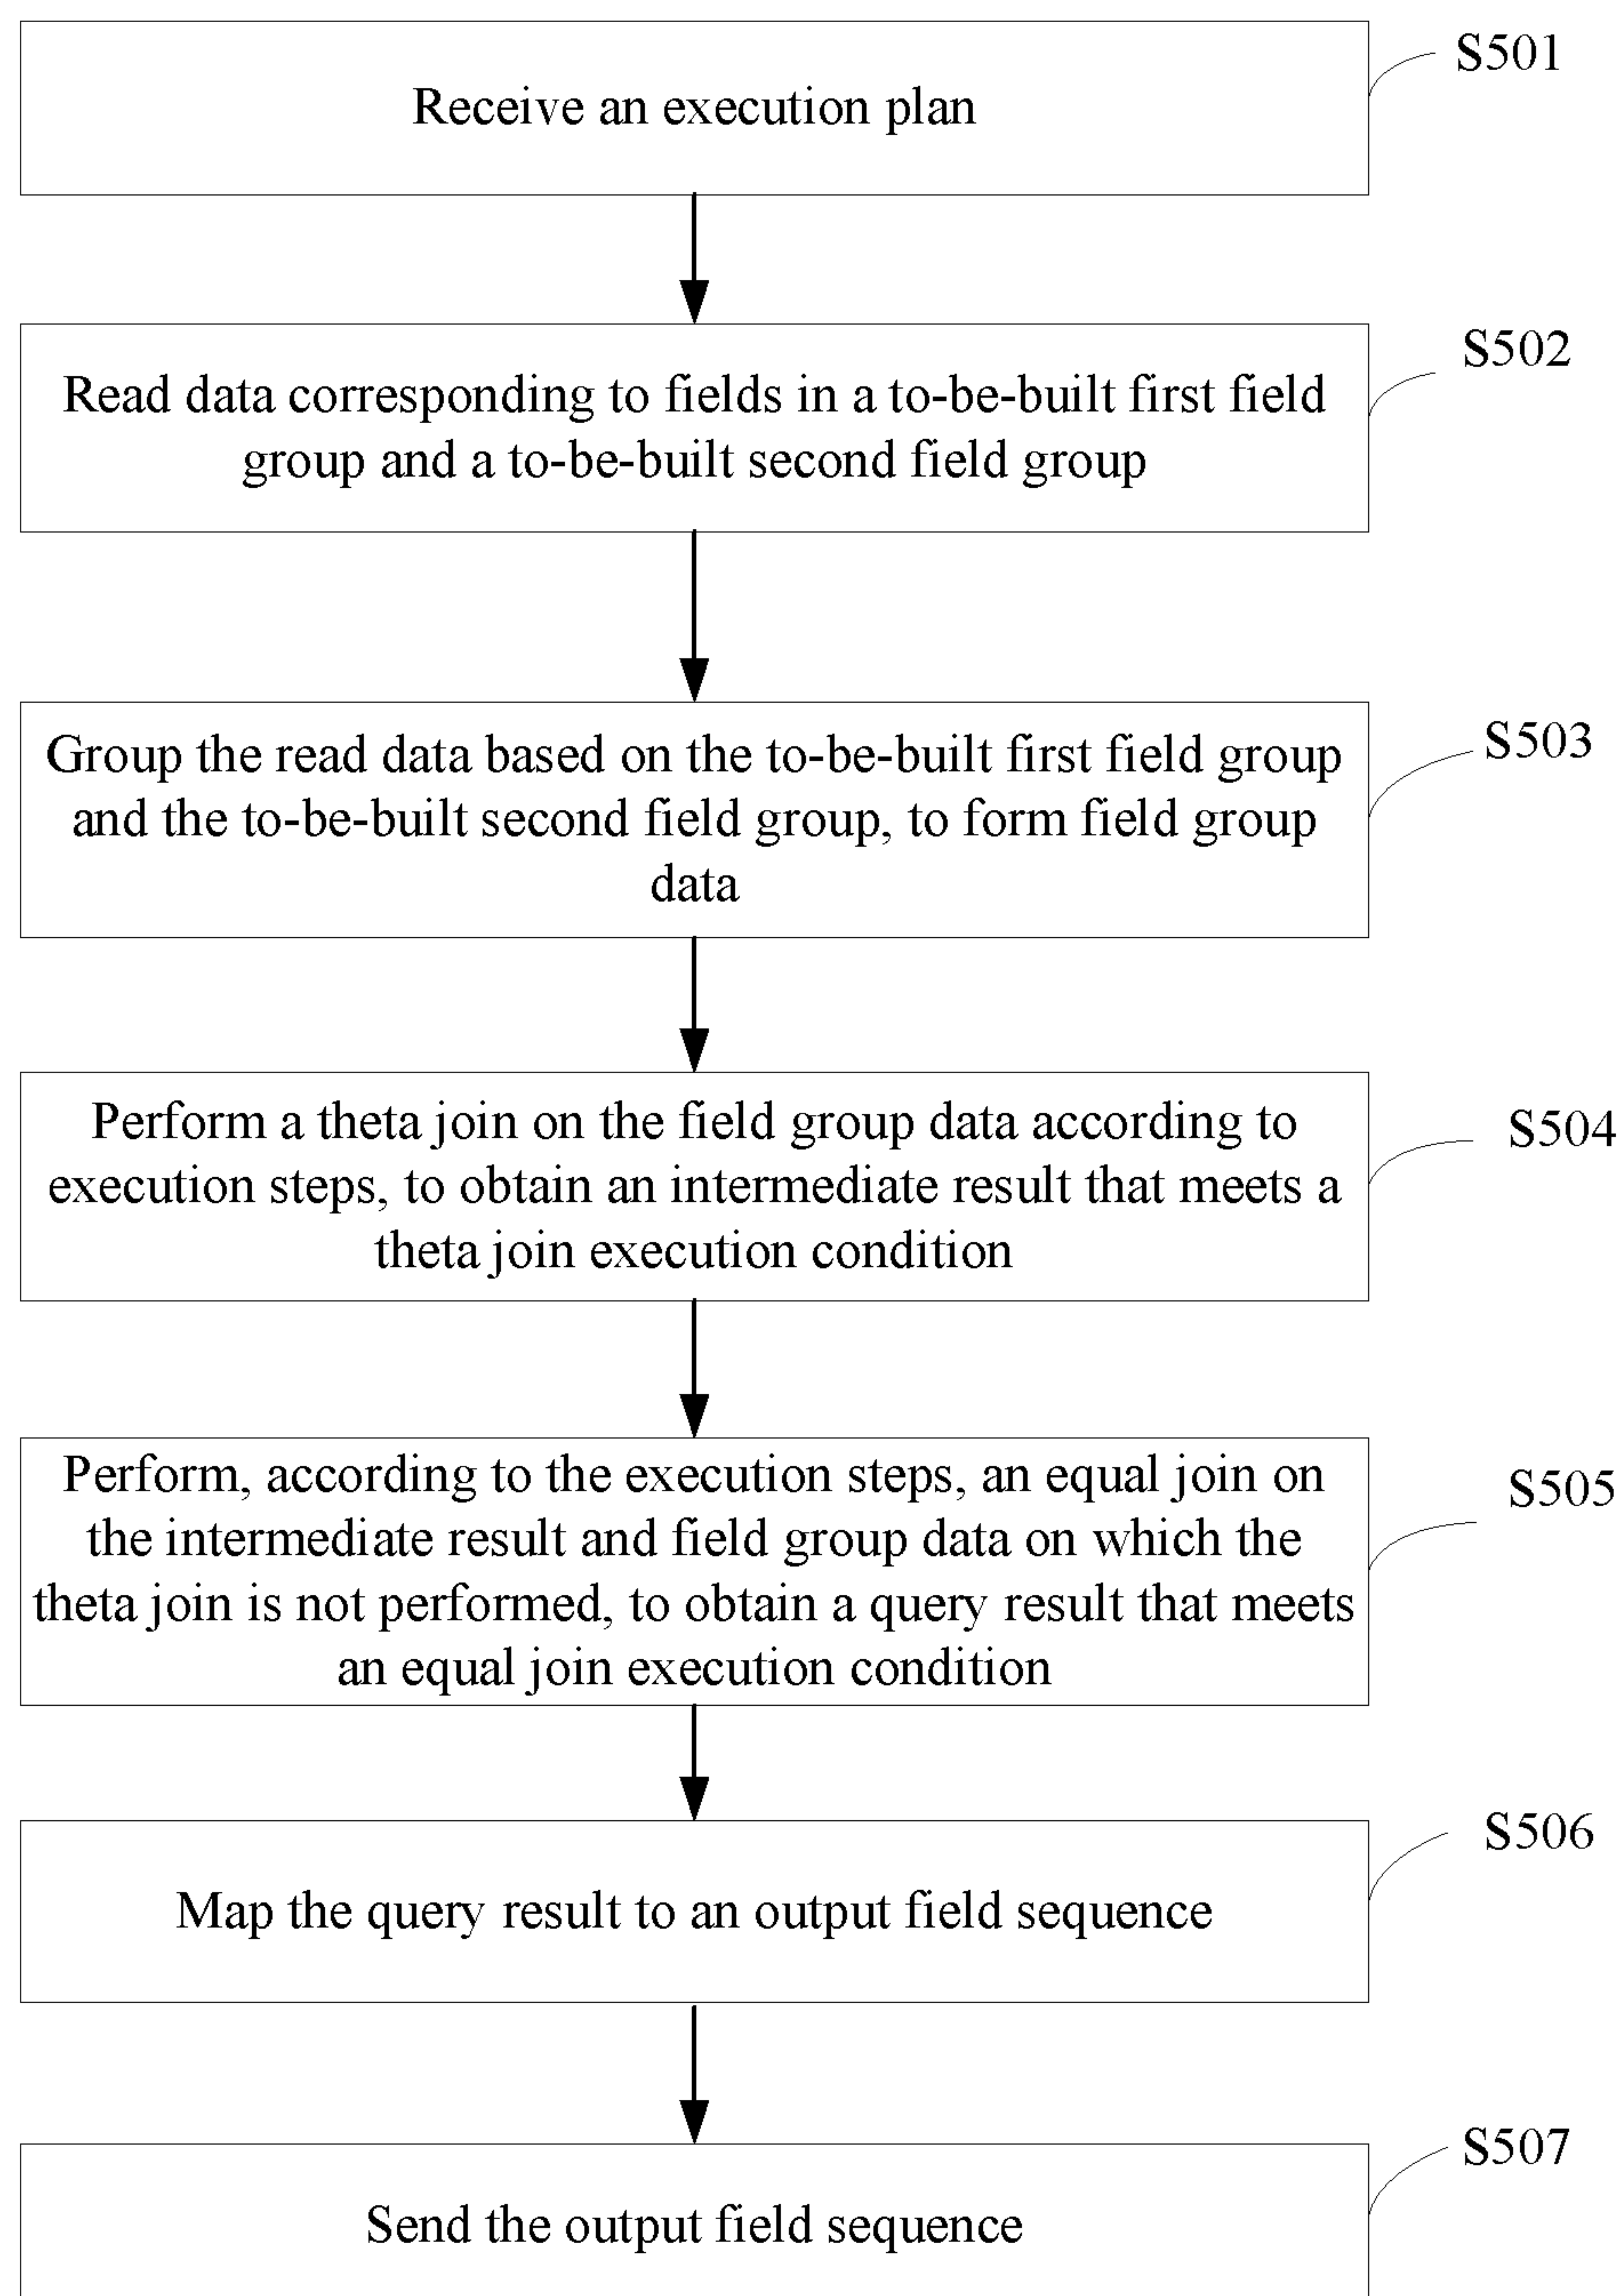 S501
Receive an execution plan
S502
Read data corresponding to fields in a to-be-built first field
group and a to-be-built second field group
S503
Group the read data based on the to-be-built first field group
and the to-be-built second field group, to form field group
data
S504
Perform a theta join on the field group data according to
execution steps, to obtain an intermediate result that meets a
theta join execution condition
S505
Perform, according to the execution steps, an equal join on
the intermediate result and field group data on which the
theta join is not performed, to obtain a query result that meets
an equal join execution condition
S506
Map the query result to an output field sequence
S507
Send the output field sequence